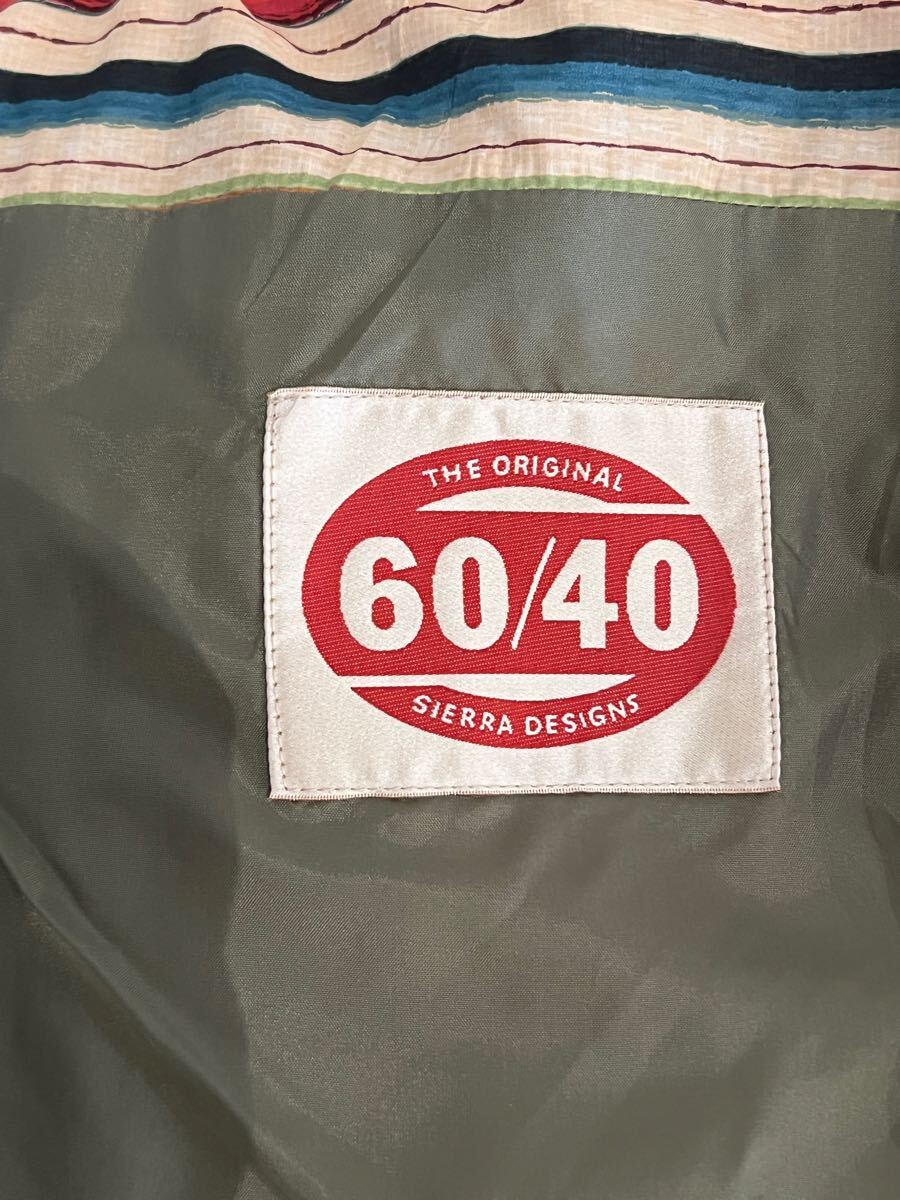 THE ORIGINAL
60/40
SIERRA DESIGNS